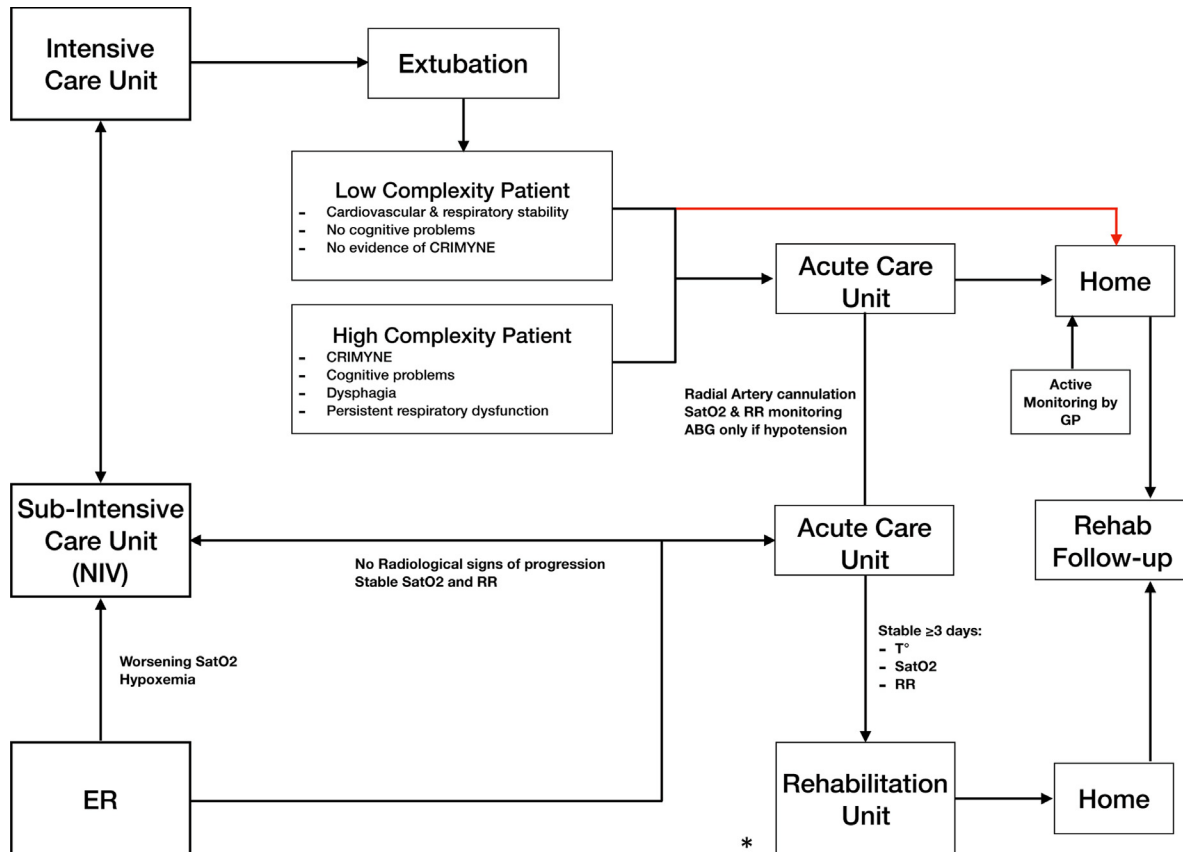 Intensive
Care Unit
Extubation
Low Complexity Patient
- Cardiovascular & respiratory stability
- No cognitive problems
- No evidence of CRIMYNE
High Complexity Patient
- CRIMYNE
- Cognitive problems
- Dysphagia
- Persistent respiratory dysfunction
Acute Care
Unit
Home
Radial Artery cannulation
SatO2 & RR monitoring
ABG only if hypotension
Active
Monitoring by
GP
Sub-Intensive
Care Unit
(NIV)
No Radiological signs of progression
Stable SatO2 and RR
Acute Care
Unit
Rehab
Follow-up
Worsening SatO2
Hypoxemia
Stable ≥3 days:
- T°
- SatO2
- RR
ER
Rehabilitation
Unit
Home
*